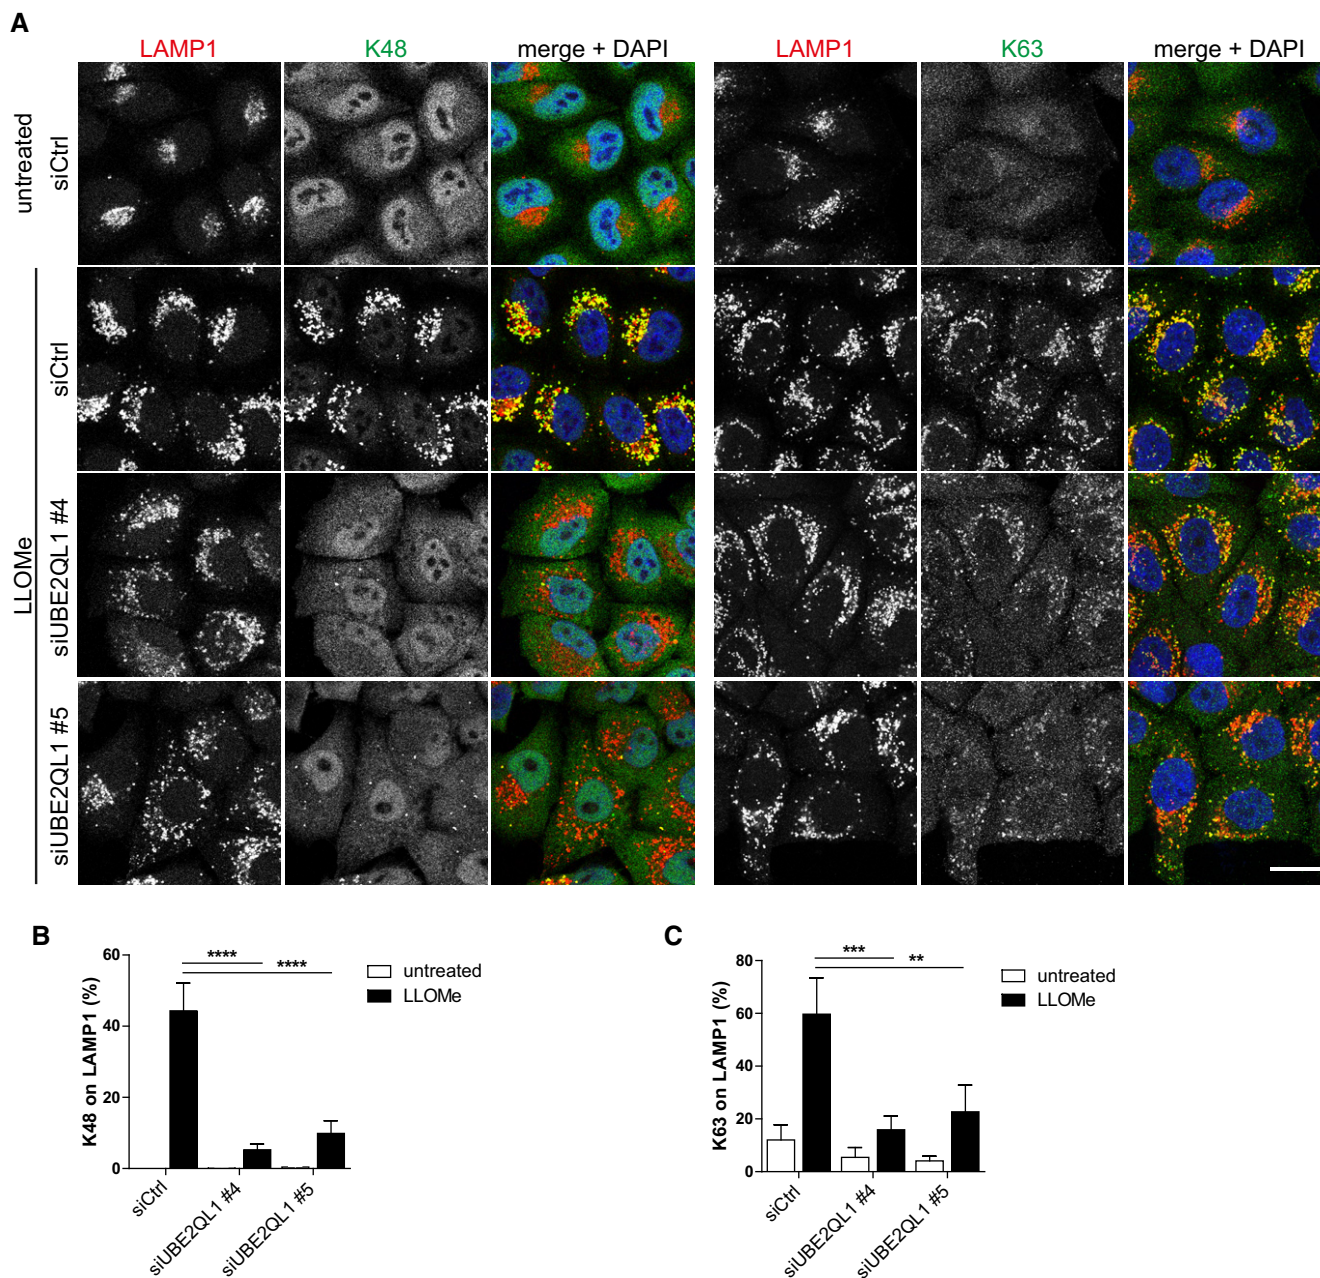 A
LAMP1 K48 merge + DAPI LAMP1 K63 merge + DAPI
untreated
siCtrl
LLOMe
siCtrl
siUBE2QL1 #4
siUBE2QL1 #5
B
K48 on LAMP1 (%)
60
40
20
0
**** ****
untreated
LLOMe
siCtrl
siUBE2QL1 #4
siUBE2QL1 #5
C
K63 on LAMP1 (%)
80
60
40
20
0
*** **
untreated
LLOMe
siCtrl
siUBE2QL1 #4
siUBE2QL1 #5